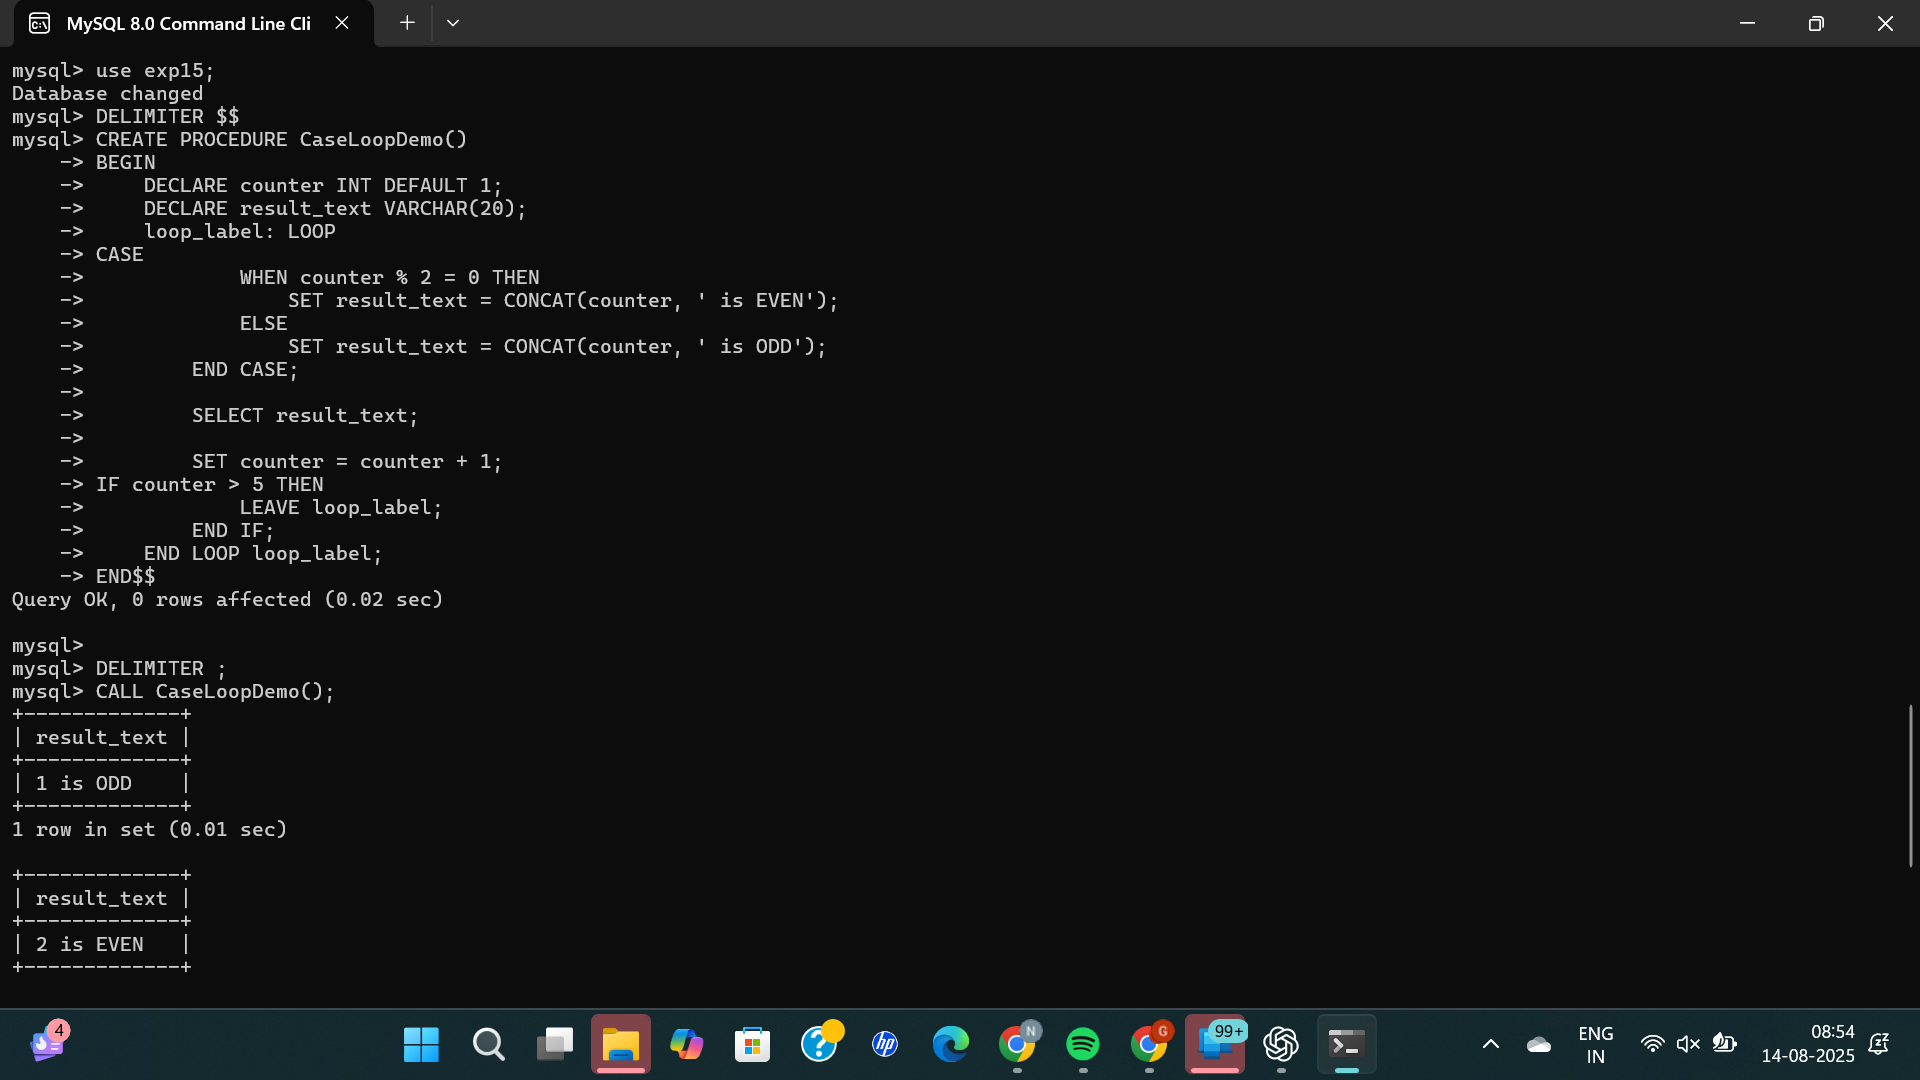 MySQL 8.0 Command Line Cli
mysql> use exp15;
Database changed
mysql> DELIMITER $$
mysql> CREATE PROCEDURE CaseLoopDemo()
    -> BEGIN
    ->     DECLARE counter INT DEFAULT 1;
    ->     DECLARE result_text VARCHAR(20);
    ->     loop_label: LOOP
    -> CASE
    ->             WHEN counter % 2 = 0 THEN
    ->                 SET result_text = CONCAT(counter, ' is EVEN');
    ->             ELSE
    ->                 SET result_text = CONCAT(counter, ' is ODD');
    ->         END CASE;
    ->
    ->         SELECT result_text;
    ->
    ->         SET counter = counter + 1;
    -> IF counter > 5 THEN
    ->             LEAVE loop_label;
    ->         END IF;
    ->     END LOOP loop_label;
    -> END$$
Query OK, 0 rows affected (0.02 sec)
mysql>
mysql> DELIMITER ;
mysql> CALL CaseLoopDemo();
+-------------+
| result_text |
+-------------+
| 1 is ODD    |
+-------------+
1 row in set (0.01 sec)
+-------------+
| result_text |
+-------------+
| 2 is EVEN   |
+-------------+
4
?
hp
N
G
99+
ENG
IN
08:54
14-08-2025